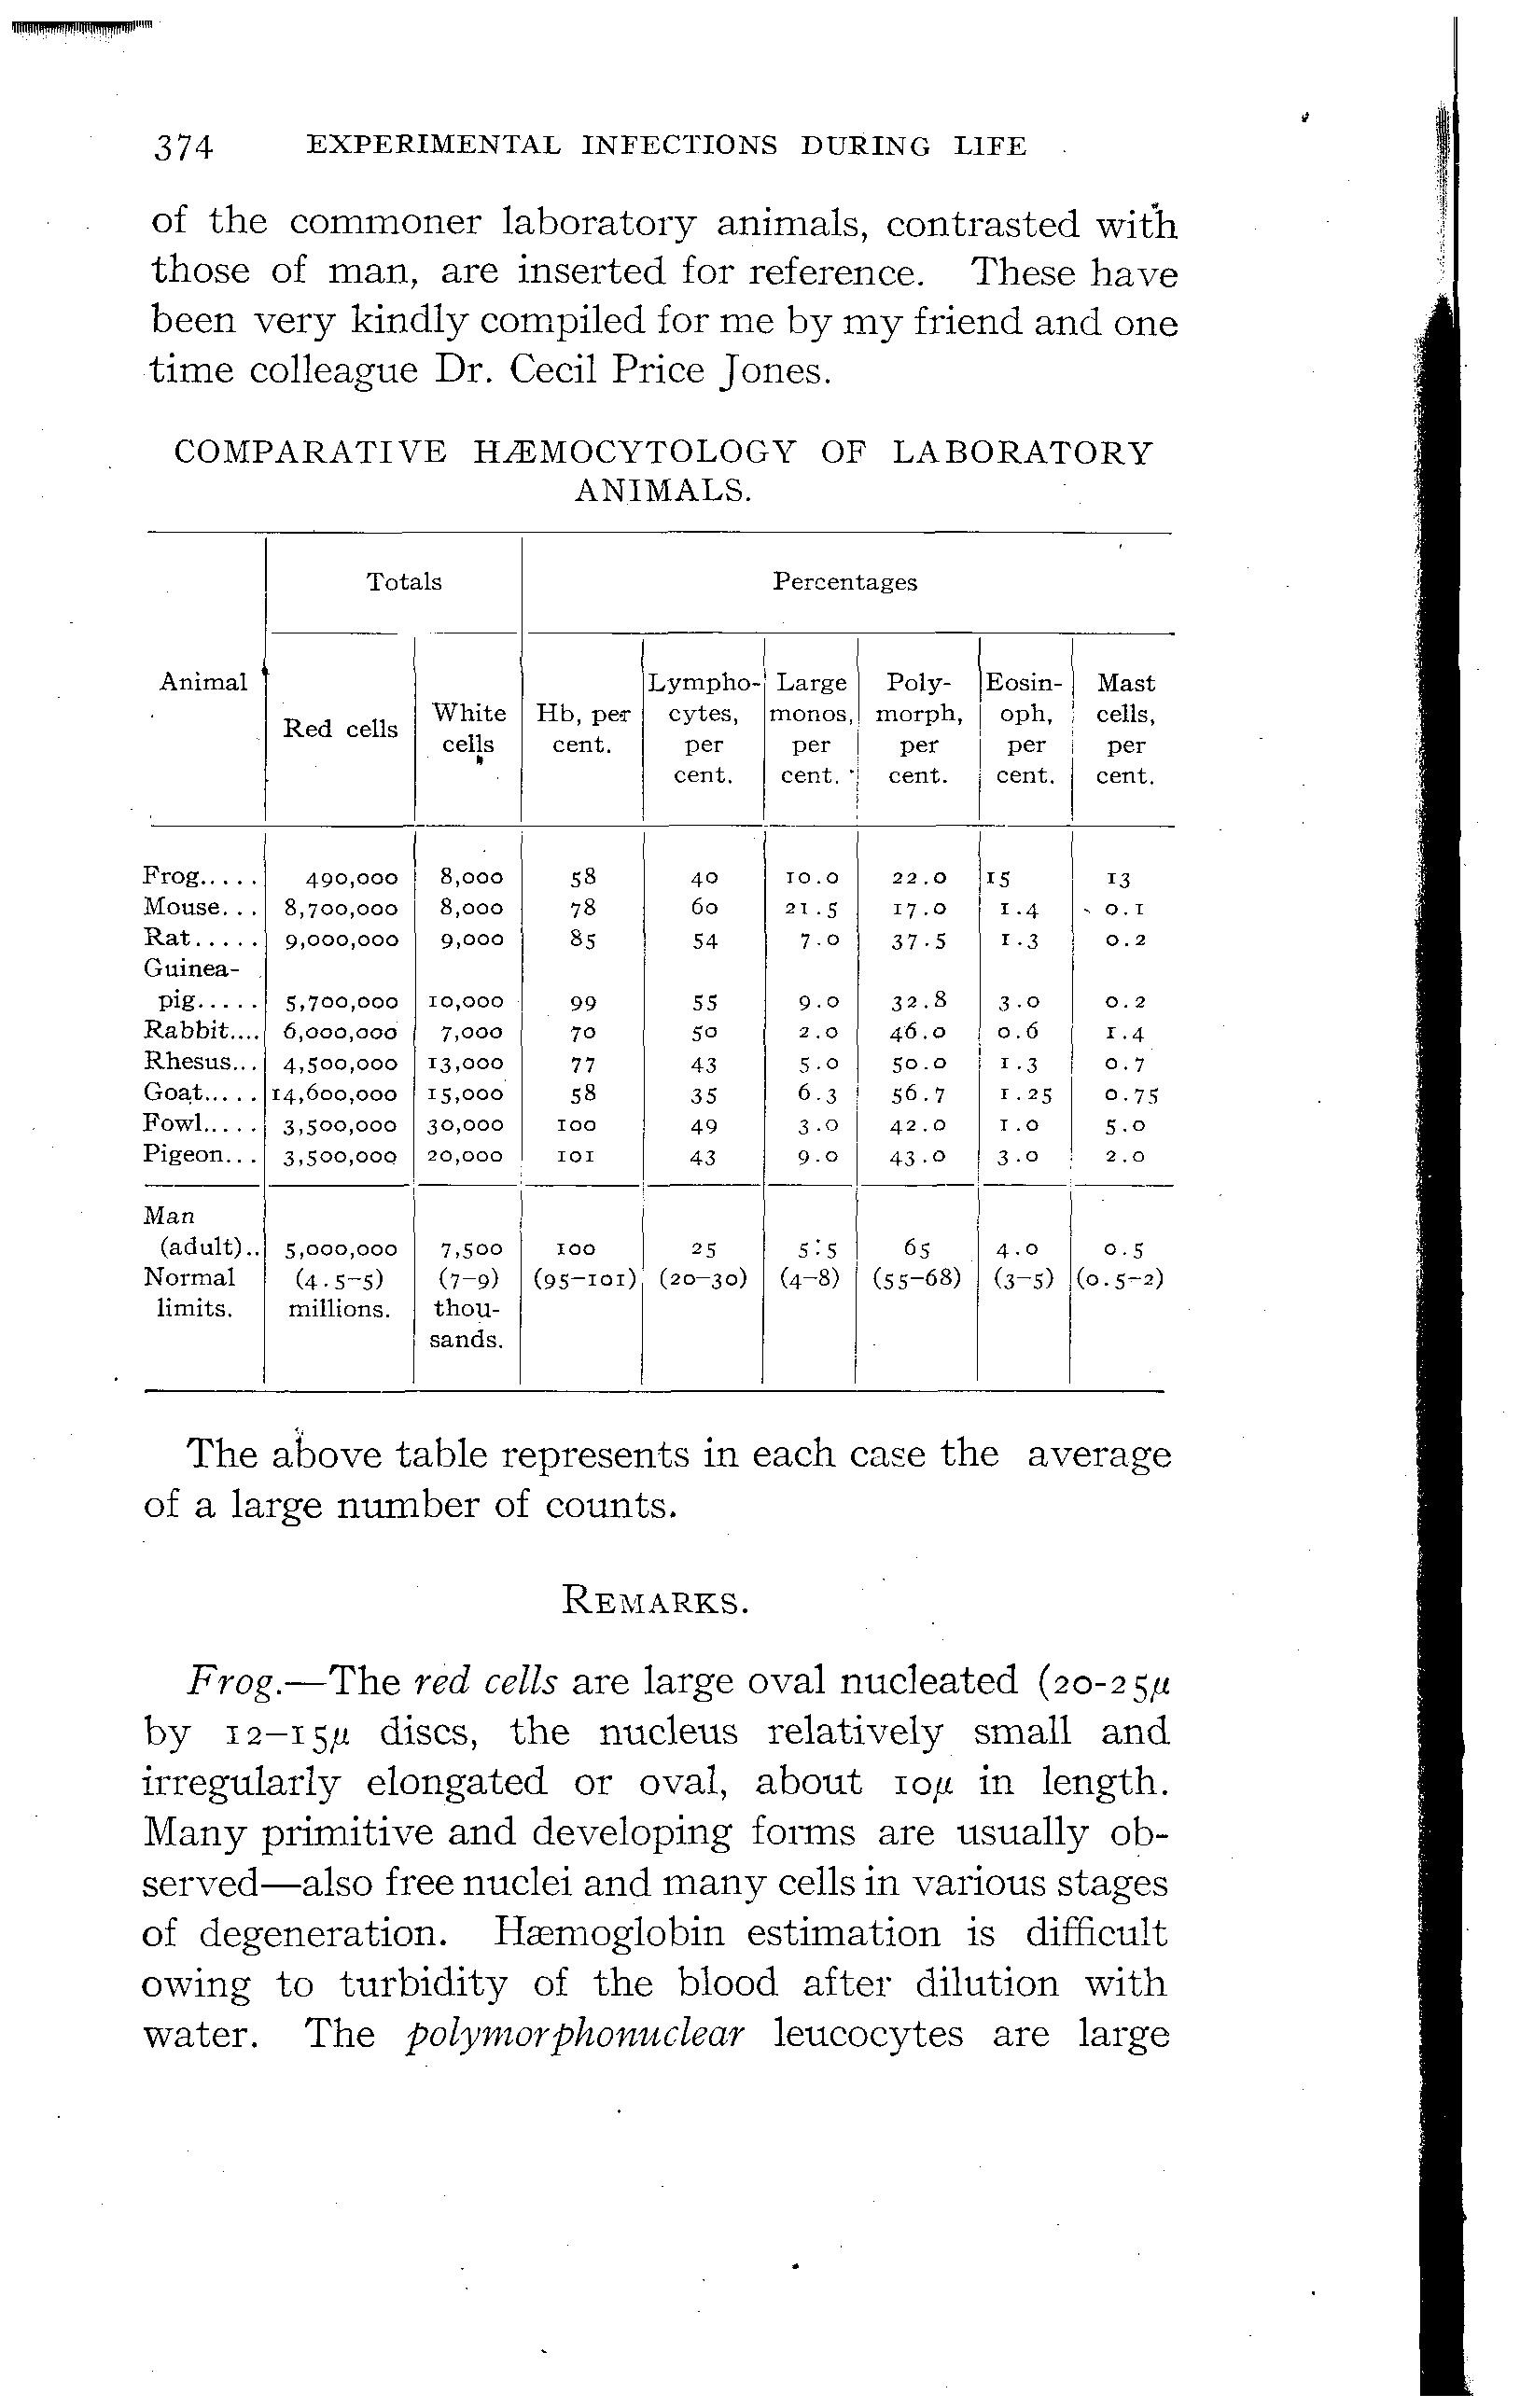 374 EXPERIMENTAL INFECTIONS DURING LIFE
of the commoner laboratory animals, contrasted with
those of man, are inserted for reference. These have
been very kindly compiled for me by my friend and one
time colleague Dr. Cecil Price Jones.
COMPARATIVE HÆMOCYTOLOGY OF LABORATORY
ANIMALS.
Totals Percentages
Animal Lympho- Large Poly- Eosin- Mast
White Hb, per cytes, monos, morph, oph, cells,
Red cells
cells cent. per per per per per
cent. cent. cent. cent. cent.
Frog..... 490,000 8,000 58 40 10.0 22.0 15 13
Mouse... 8,700,000 8,000 78 60 21.5 17.0 1.4 0.1
Rat..... 9,000,000 9,000 85 54 7.0 37.5 1.3 0.2
Guinea-
pig..... 5,700,000 10,000 99 55 9.0 32.8 3.0 0.2
Rabbit.... 6,000,000 7,000 70 50 2.0 46.0 0.6 1.4
Rhesus... 4,500,000 13,000 77 43 5.0 50.0 1.3 0.7
Goat..... 14,600,000 15,000 58 35 6.3 56.7 1.25 0.75
Fowl..... 3,500,000 30,000 100 49 3.0 42.0 1.0 5.0
Pigeon... 3,500,000 20,000 101 43 9.0 43.0 3.0 2.0
Man
(adult).. 5,000,000 7,500 100 25 5.5 65 4.0 0.5
Normal (4.5-5) (7-9) (95-101) (20-30) (4-8) (55-68) (3-5) (0.5-2)
limits. millions. thou-
sands.
The above table represents in each case the average
of a large number of counts.
REMARKS.
Frog.—The red cells are large oval nucleated (20-25µ
by 12-15µ discs, the nucleus relatively small and
irregularly elongated or oval, about 10µ in length.
Many primitive and developing forms are usually ob-
served—also free nuclei and many cells in various stages
of degeneration. Hæmoglobin estimation is difficult
owing to turbidity of the blood after dilution with
water. The polymorphonuclear leucocytes are large